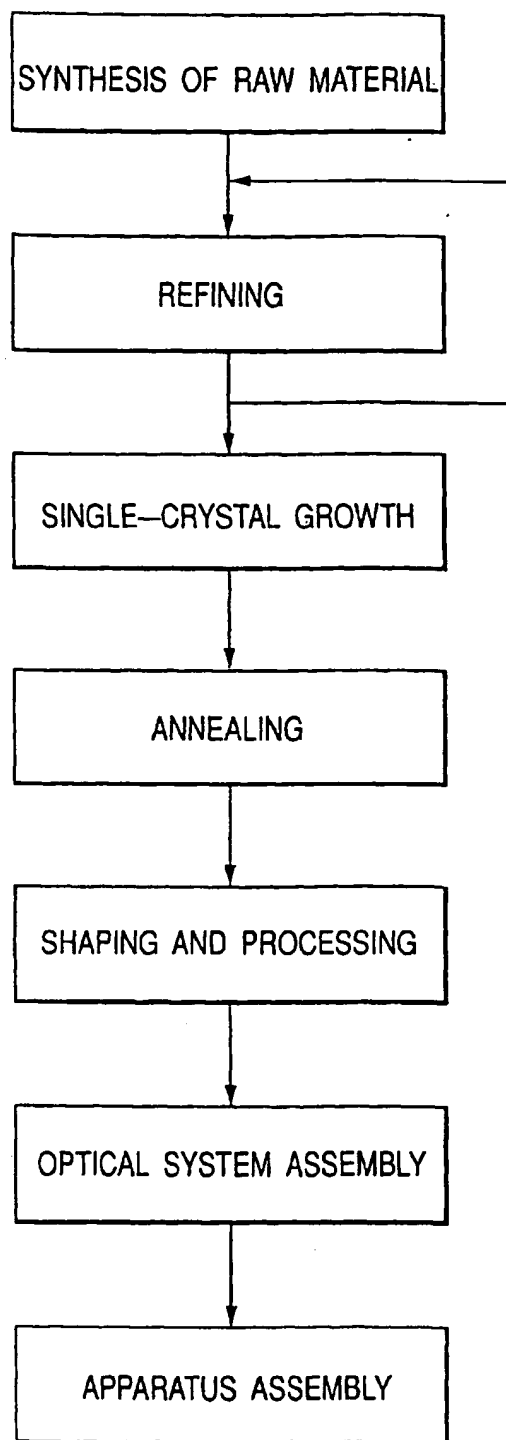 SYNTHESIS OF RAW MATERIAL
REFINING
SINGLE—CRYSTAL GROWTH
ANNEALING
SHAPING AND PROCESSING
OPTICAL SYSTEM ASSEMBLY
APPARATUS ASSEMBLY